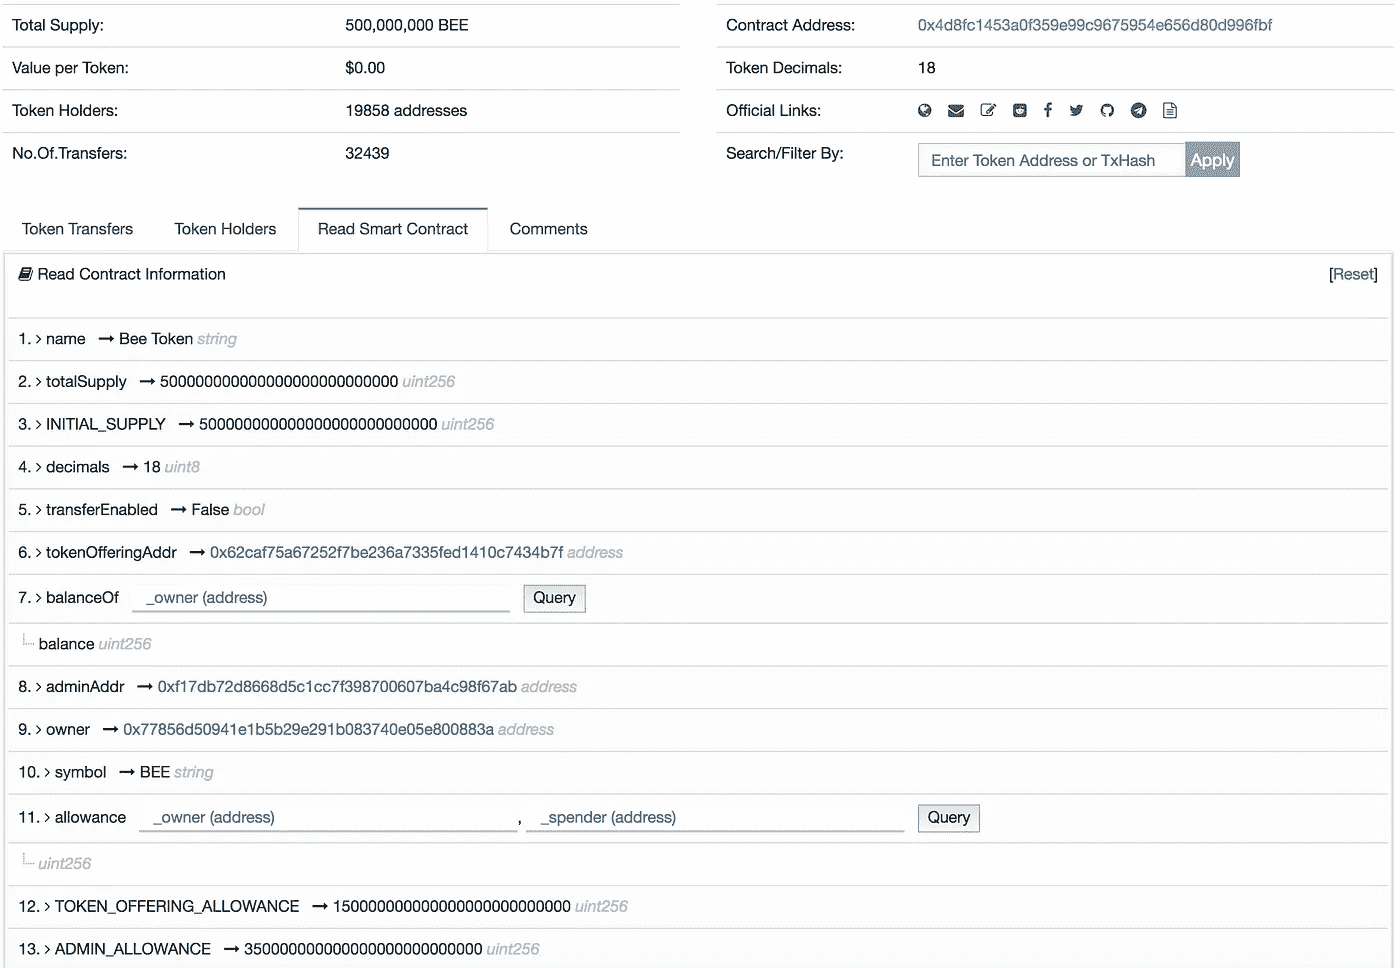 Total Supply: 500,000,000 BEE
Value per Token: $0.00
Token Holders: 19858 addresses
No.Of.Transfers: 32439
Contract Address: 0x4d8fc1453a0f359e99c9675954e656d80d996fbf
Token Decimals: 18
Official Links:
Search/Filter By: Enter Token Address or TxHash Apply
Token Transfers Token Holders Read Smart Contract Comments
Read Contract Information [Reset]
1. > name → Bee Token string
2. > totalSupply → 500000000000000000000000000 uint256
3. > INITIAL_SUPPLY → 500000000000000000000000000 uint256
4. > decimals → 18 uint8
5. > transferEnabled → False bool
6. > tokenOfferingAddr → 0x62caf75a67252f7be236a7335fed1410c7434b7f address
7. > balanceOf _owner (address) Query
balance uint256
8. > adminAddr → 0xf17db72d8668d5c1cc7f398700607ba4c98f67ab address
9. > owner → 0x77856d50941e1b5b29e291b083740e05e800883a address
10. > symbol → BEE string
11. > allowance _owner (address) , _spender (address) Query
uint256
12. > TOKEN_OFFERING_ALLOWANCE → 150000000000000000000000000 uint256
13. > ADMIN_ALLOWANCE → 350000000000000000000000000 uint256